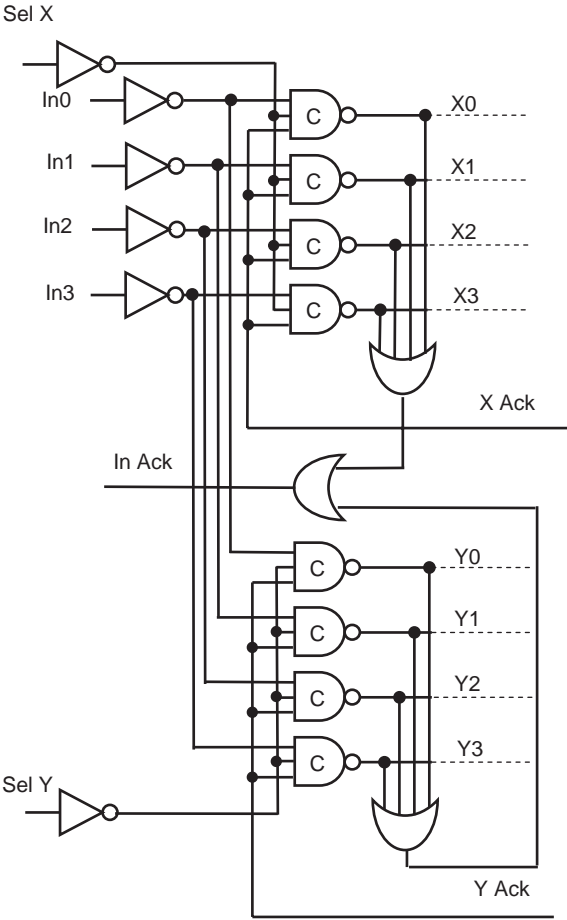 Sel X
In0
C
X0
In1
C
X1
In2
C
X2
In3
C
X3
X Ack
In Ack
C
Y0
C
Y1
C
Y2
C
Y3
Sel Y
Y Ack